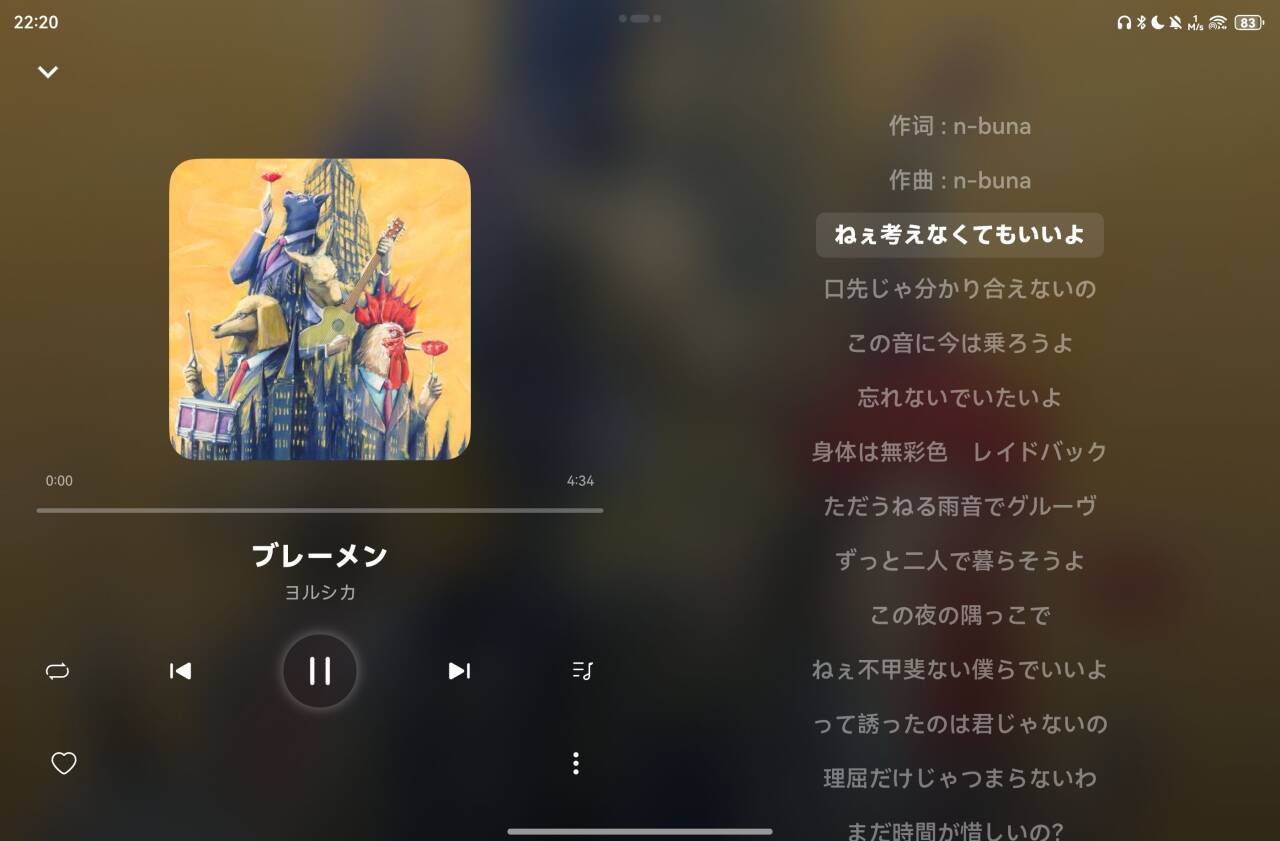 22:20
1 M/s
83
0:00
4:34
ブレーメン
ヨルシカ
作词 : n-buna
作曲 : n-buna
ねぇ考えなくてもいいよ
口先じゃ分かり合えないの
この音に今は乗ろうよ
忘れないでいたいよ
身体は無彩色　レイドバック
ただうねる雨音でグルーヴ
ずっと二人で暮らそうよ
この夜の隅っこで
ねぇ不甲斐ない僕らでいいよ
って誘ったのは君じゃないの
理屈だけじゃつまらないわ
まだ時間が惜しいの?